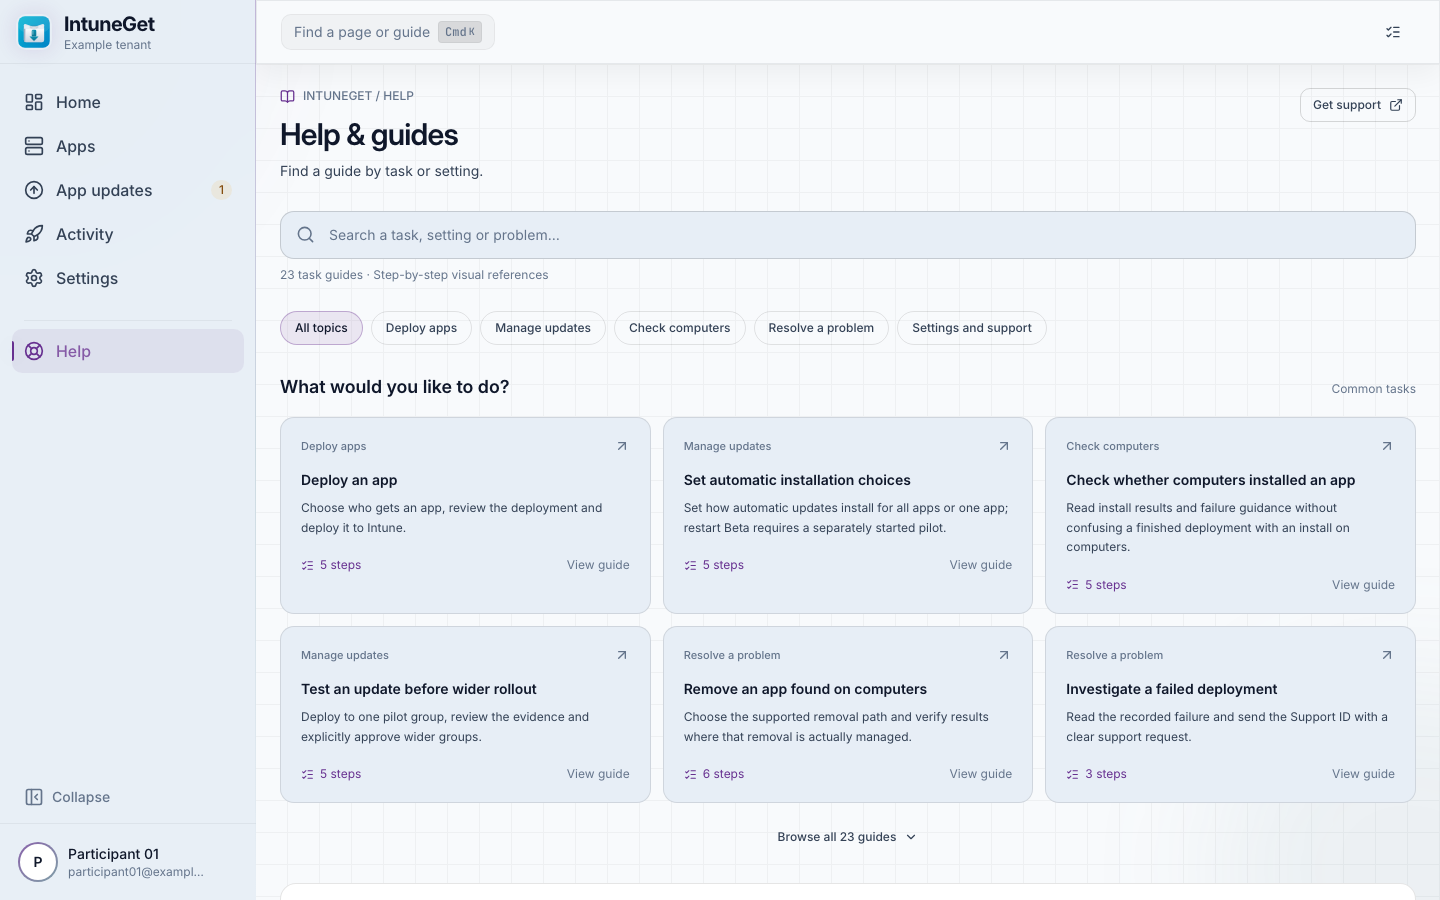 IntuneGet
Example tenant
Find a page or guide
Cmd K
Home
Apps
App updates
1
Activity
Settings
Help
Collapse
P
Participant 01
participant01@exampl...
INTUNEGET / HELP
Help & guides
Find a guide by task or setting.
Get support
Search a task, setting or problem...
23 task guides · Step-by-step visual references
All topics
Deploy apps
Manage updates
Check computers
Resolve a problem
Settings and support
What would you like to do?
Common tasks
Deploy apps
Deploy an app
Choose who gets an app, review the deployment and
deploy it to Intune.
5 steps
View guide
Manage updates
Set automatic installation choices
Set how automatic updates install for all apps or one app;
restart Beta requires a separately started pilot.
5 steps
View guide
Check computers
Check whether computers installed an app
Read install results and failure guidance without
confusing a finished deployment with an install on
computers.
5 steps
View guide
Manage updates
Test an update before wider rollout
Deploy to one pilot group, review the evidence and
explicitly approve wider groups.
5 steps
View guide
Resolve a problem
Remove an app found on computers
Choose the supported removal path and verify results
where that removal is actually managed.
6 steps
View guide
Resolve a problem
Investigate a failed deployment
Read the recorded failure and send the Support ID with a
clear support request.
3 steps
View guide
Browse all 23 guides